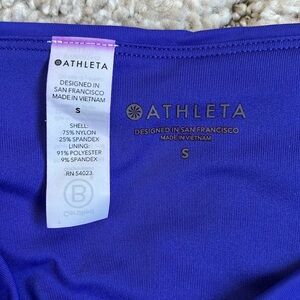 ATHLETA
DESIGNED IN
SAN FRANCISCO
MADE IN VIETNAM
S
SHELL:
75% NYLON
25% SPANDEX
LINING:
91% POLYESTER
9% SPANDEX
RN 54023
B
ATHLETA
DESIGNED IN SAN FRANCISCO
MADE IN VIETNAM
S